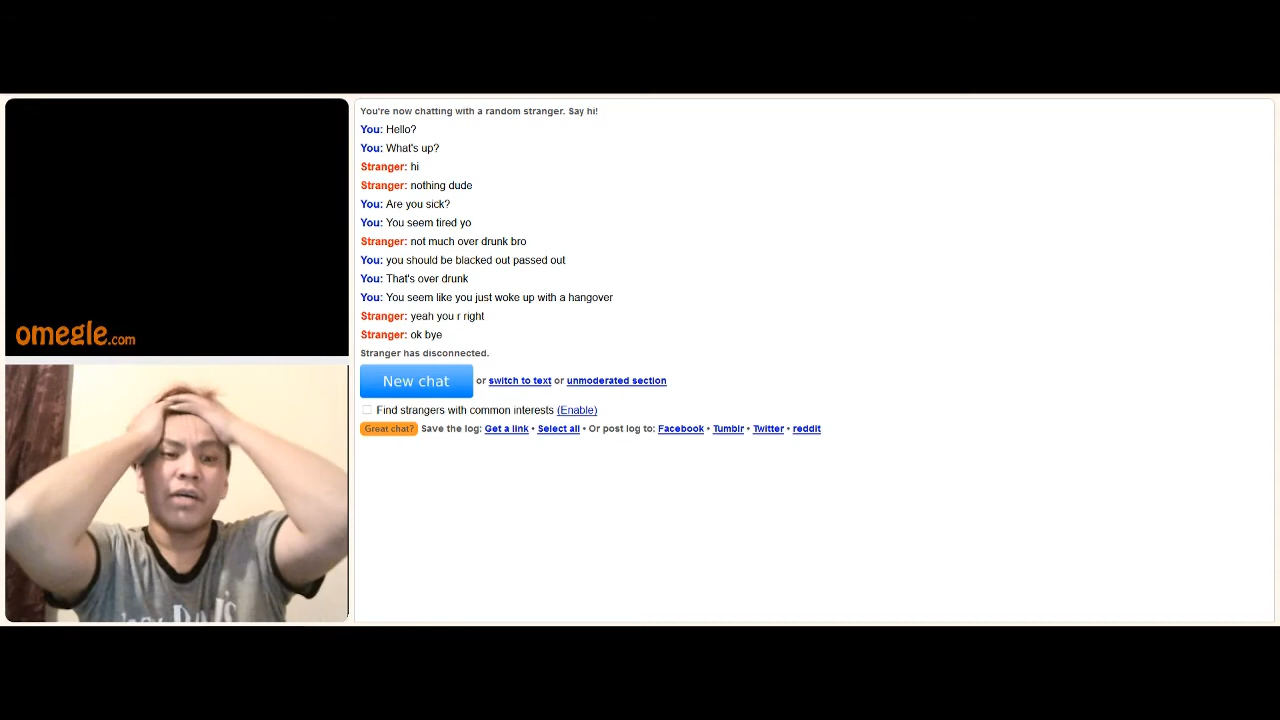 You're now chatting with a random stranger. Say hi!
You: Hello?
You: What's up?
Stranger: hi
Stranger: nothing dude
You: Are you sick?
You: You seem tired yo
Stranger: not much over drunk bro
You: you should be blacked out passed out
You: That's over drunk
You: You seem like you just woke up with a hangover
Stranger: yeah you r right
Stranger: ok bye
Stranger has disconnected.
New chat or switch to text or unmoderated section
Find strangers with common interests (Enable)
Great chat? Save the log: Get a link • Select all • Or post log to: Facebook • Tumblr • Twitter • reddit
omegle.com